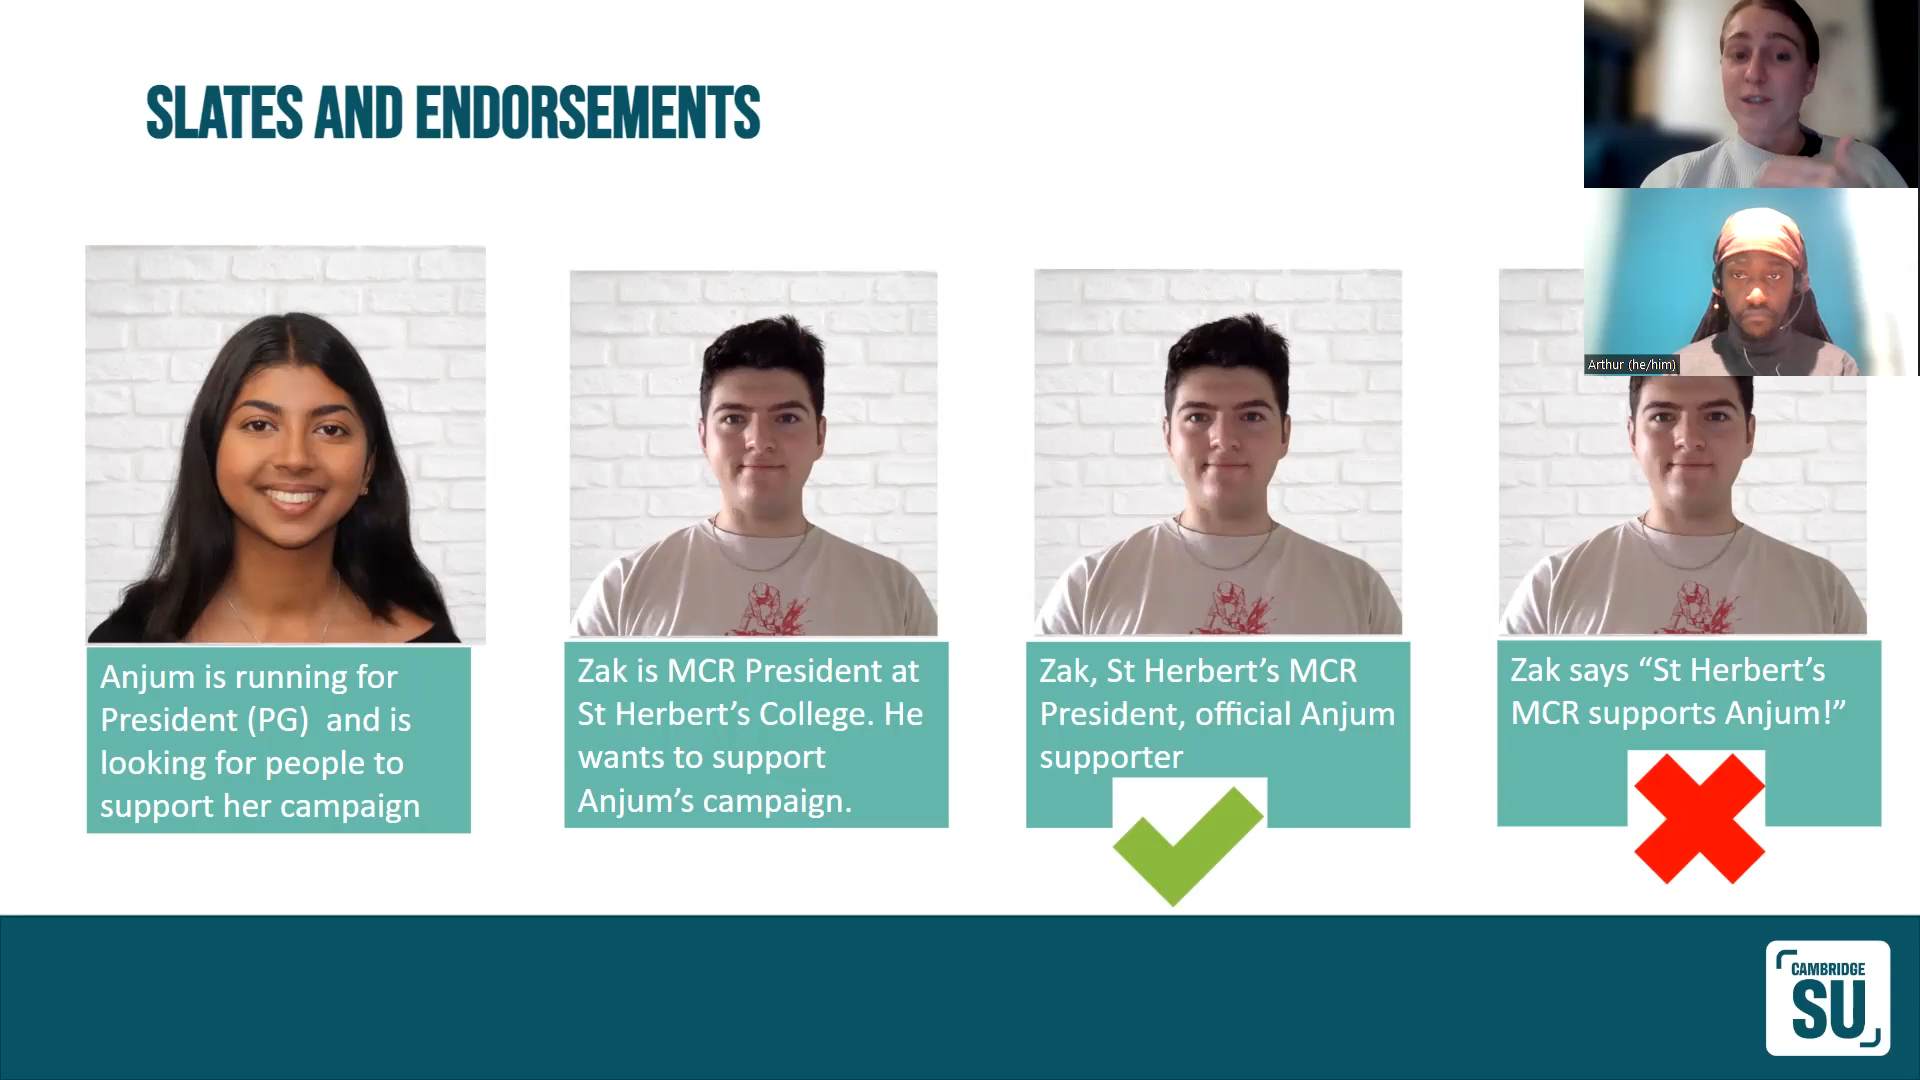 SLATES AND ENDORSEMENTS
Arthur (he/him)
Anjum is running for
President (PG)  and is
looking for people to
support her campaign
Zak is MCR President at
St Herbert’s College. He
wants to support
Anjum’s campaign.
Zak, St Herbert’s MCR
President, official Anjum
supporter
Zak says “St Herbert’s
MCR supports Anjum!”
CAMBRIDGE
SU